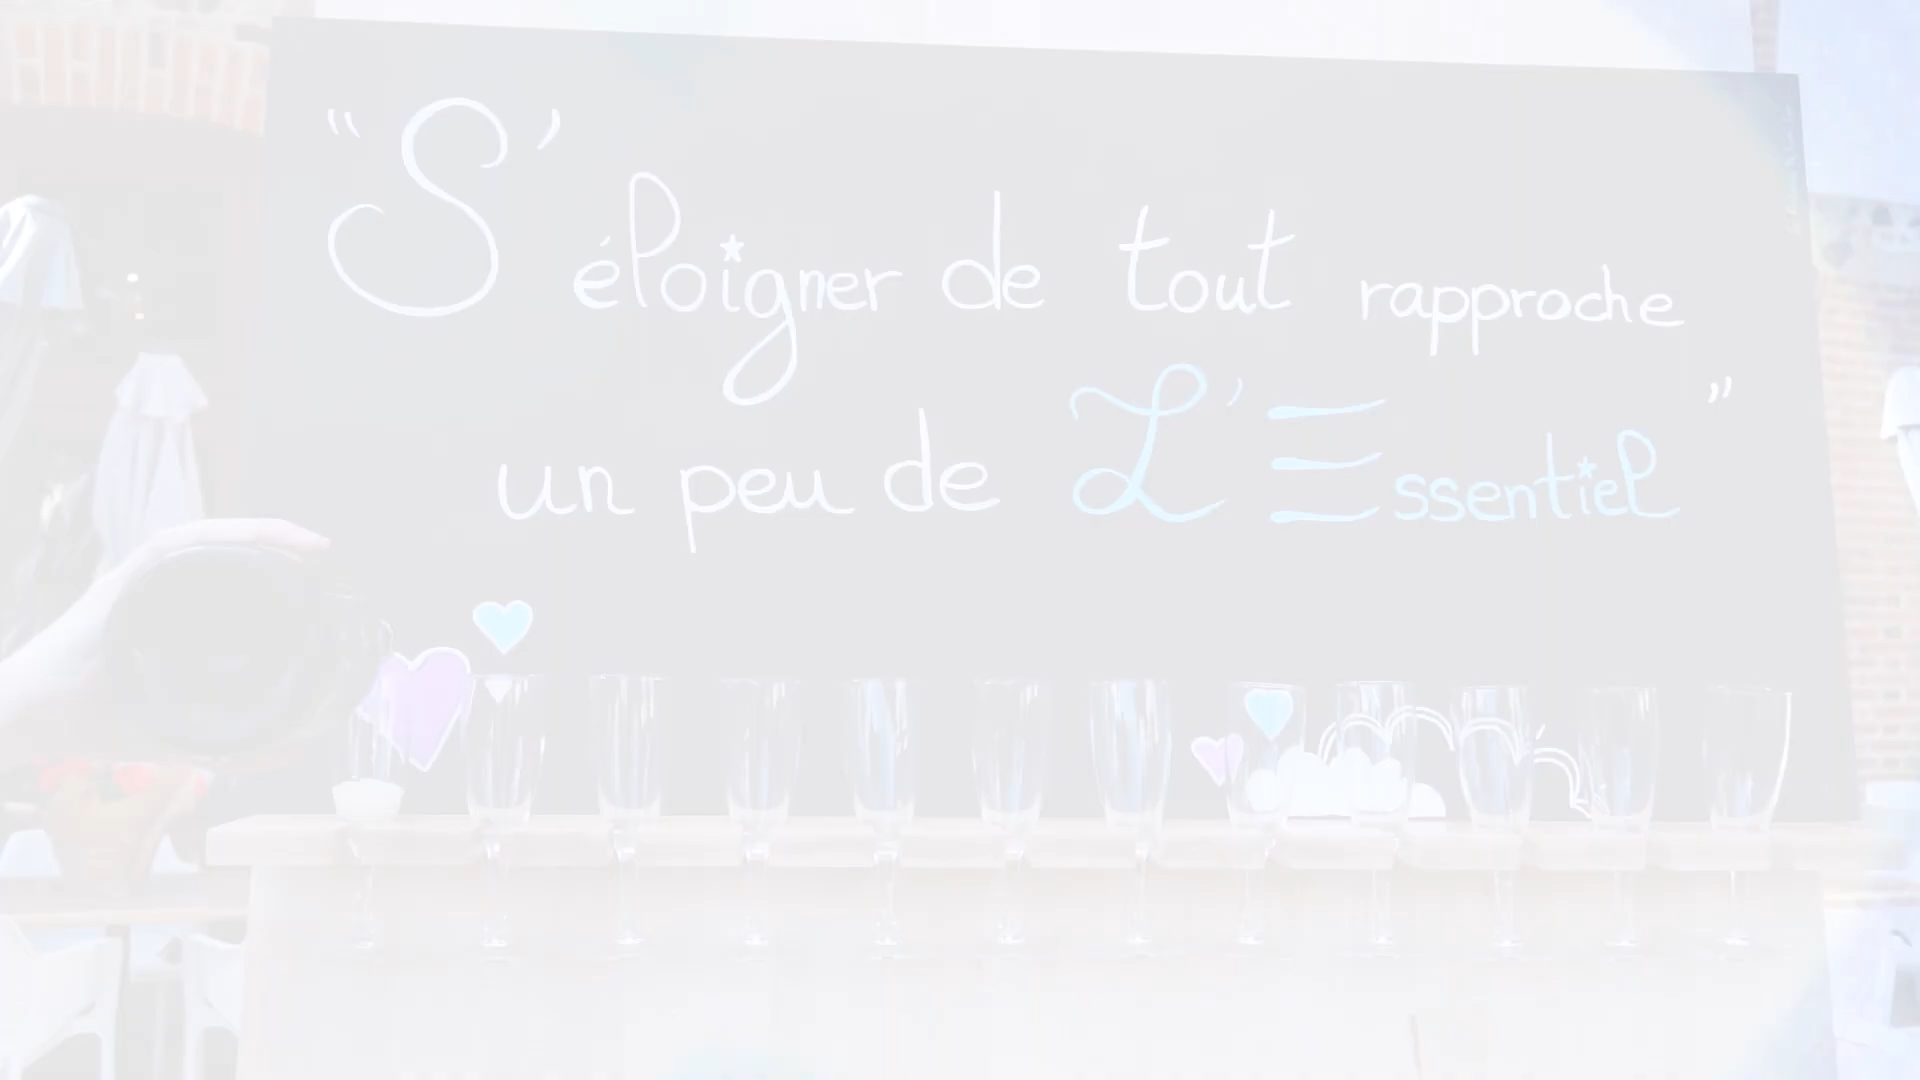 "S'éloigner de tout rapproche
un peu de L'Essentiel"